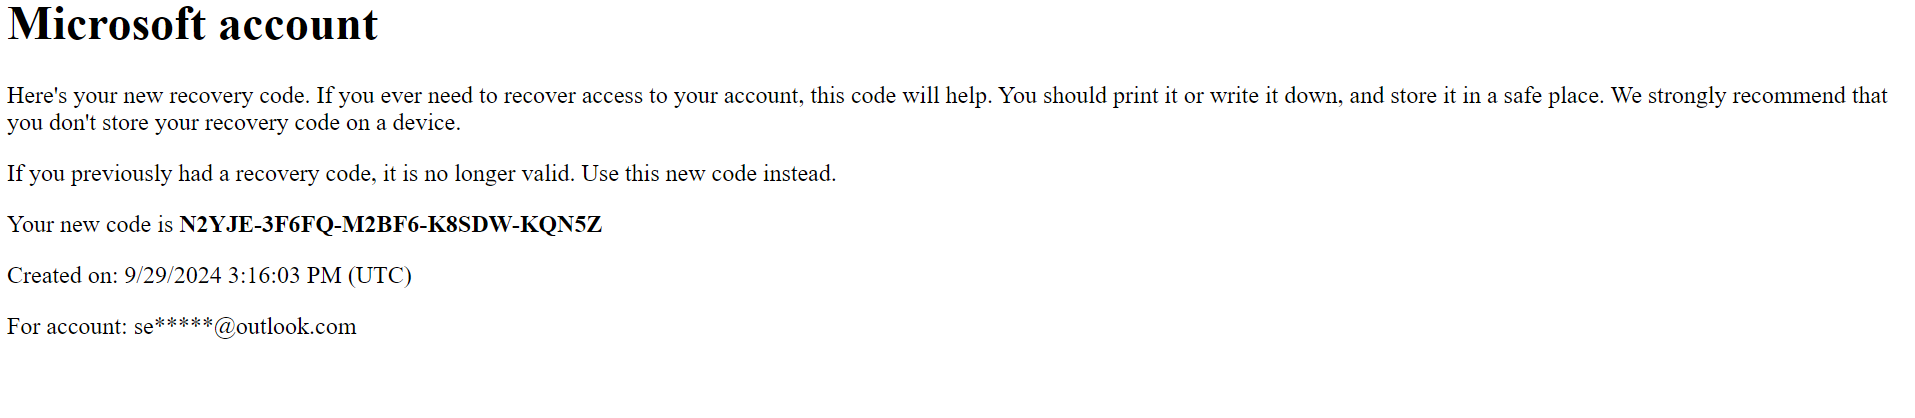 Microsoft account
Here's your new recovery code. If you ever need to recover access to your account, this code will help. You should print it or write it down, and store it in a safe place. We strongly recommend that
you don't store your recovery code on a device.
If you previously had a recovery code, it is no longer valid. Use this new code instead.
Your new code is N2YJE-3F6FQ-M2BF6-K8SDW-KQN5Z
Created on: 9/29/2024 3:16:03 PM (UTC)
For account: se*****@outlook.com